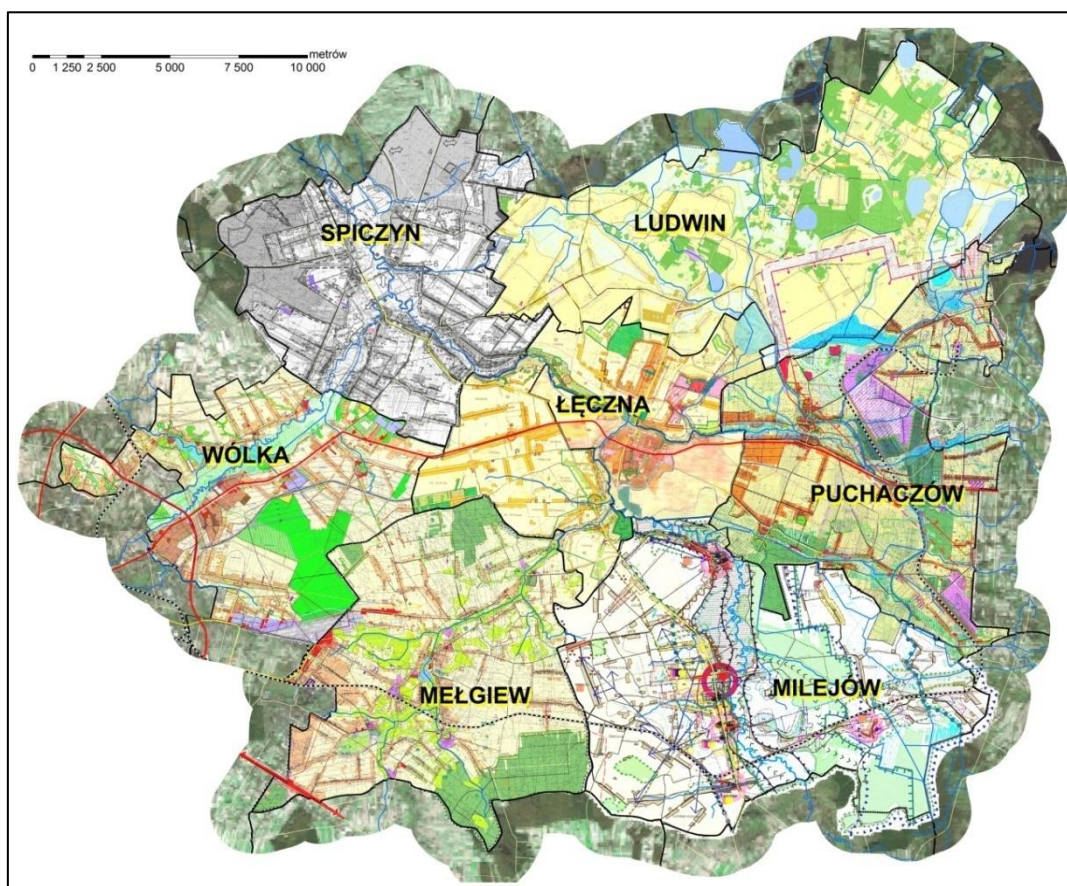 metrów
0 1 250 2 500 5 000 7 500 10 000
SPICZYN
LUDWIN
ŁĘCZNA
WÓLKA
PUCHACZÓW
MEŁGIEW
MILEJÓW